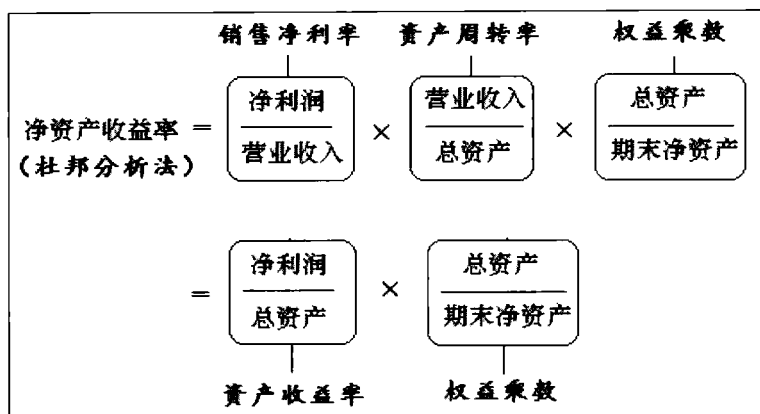 销售净利率 资产周转率 权益乘数
净利润 营业收入 总资产
净资产收益率 = × ×
(杜邦分析法) 营业收入 总资产 期末净资产
净利润 总资产
= ×
总资产 期末净资产
资产收益率 权益乘数